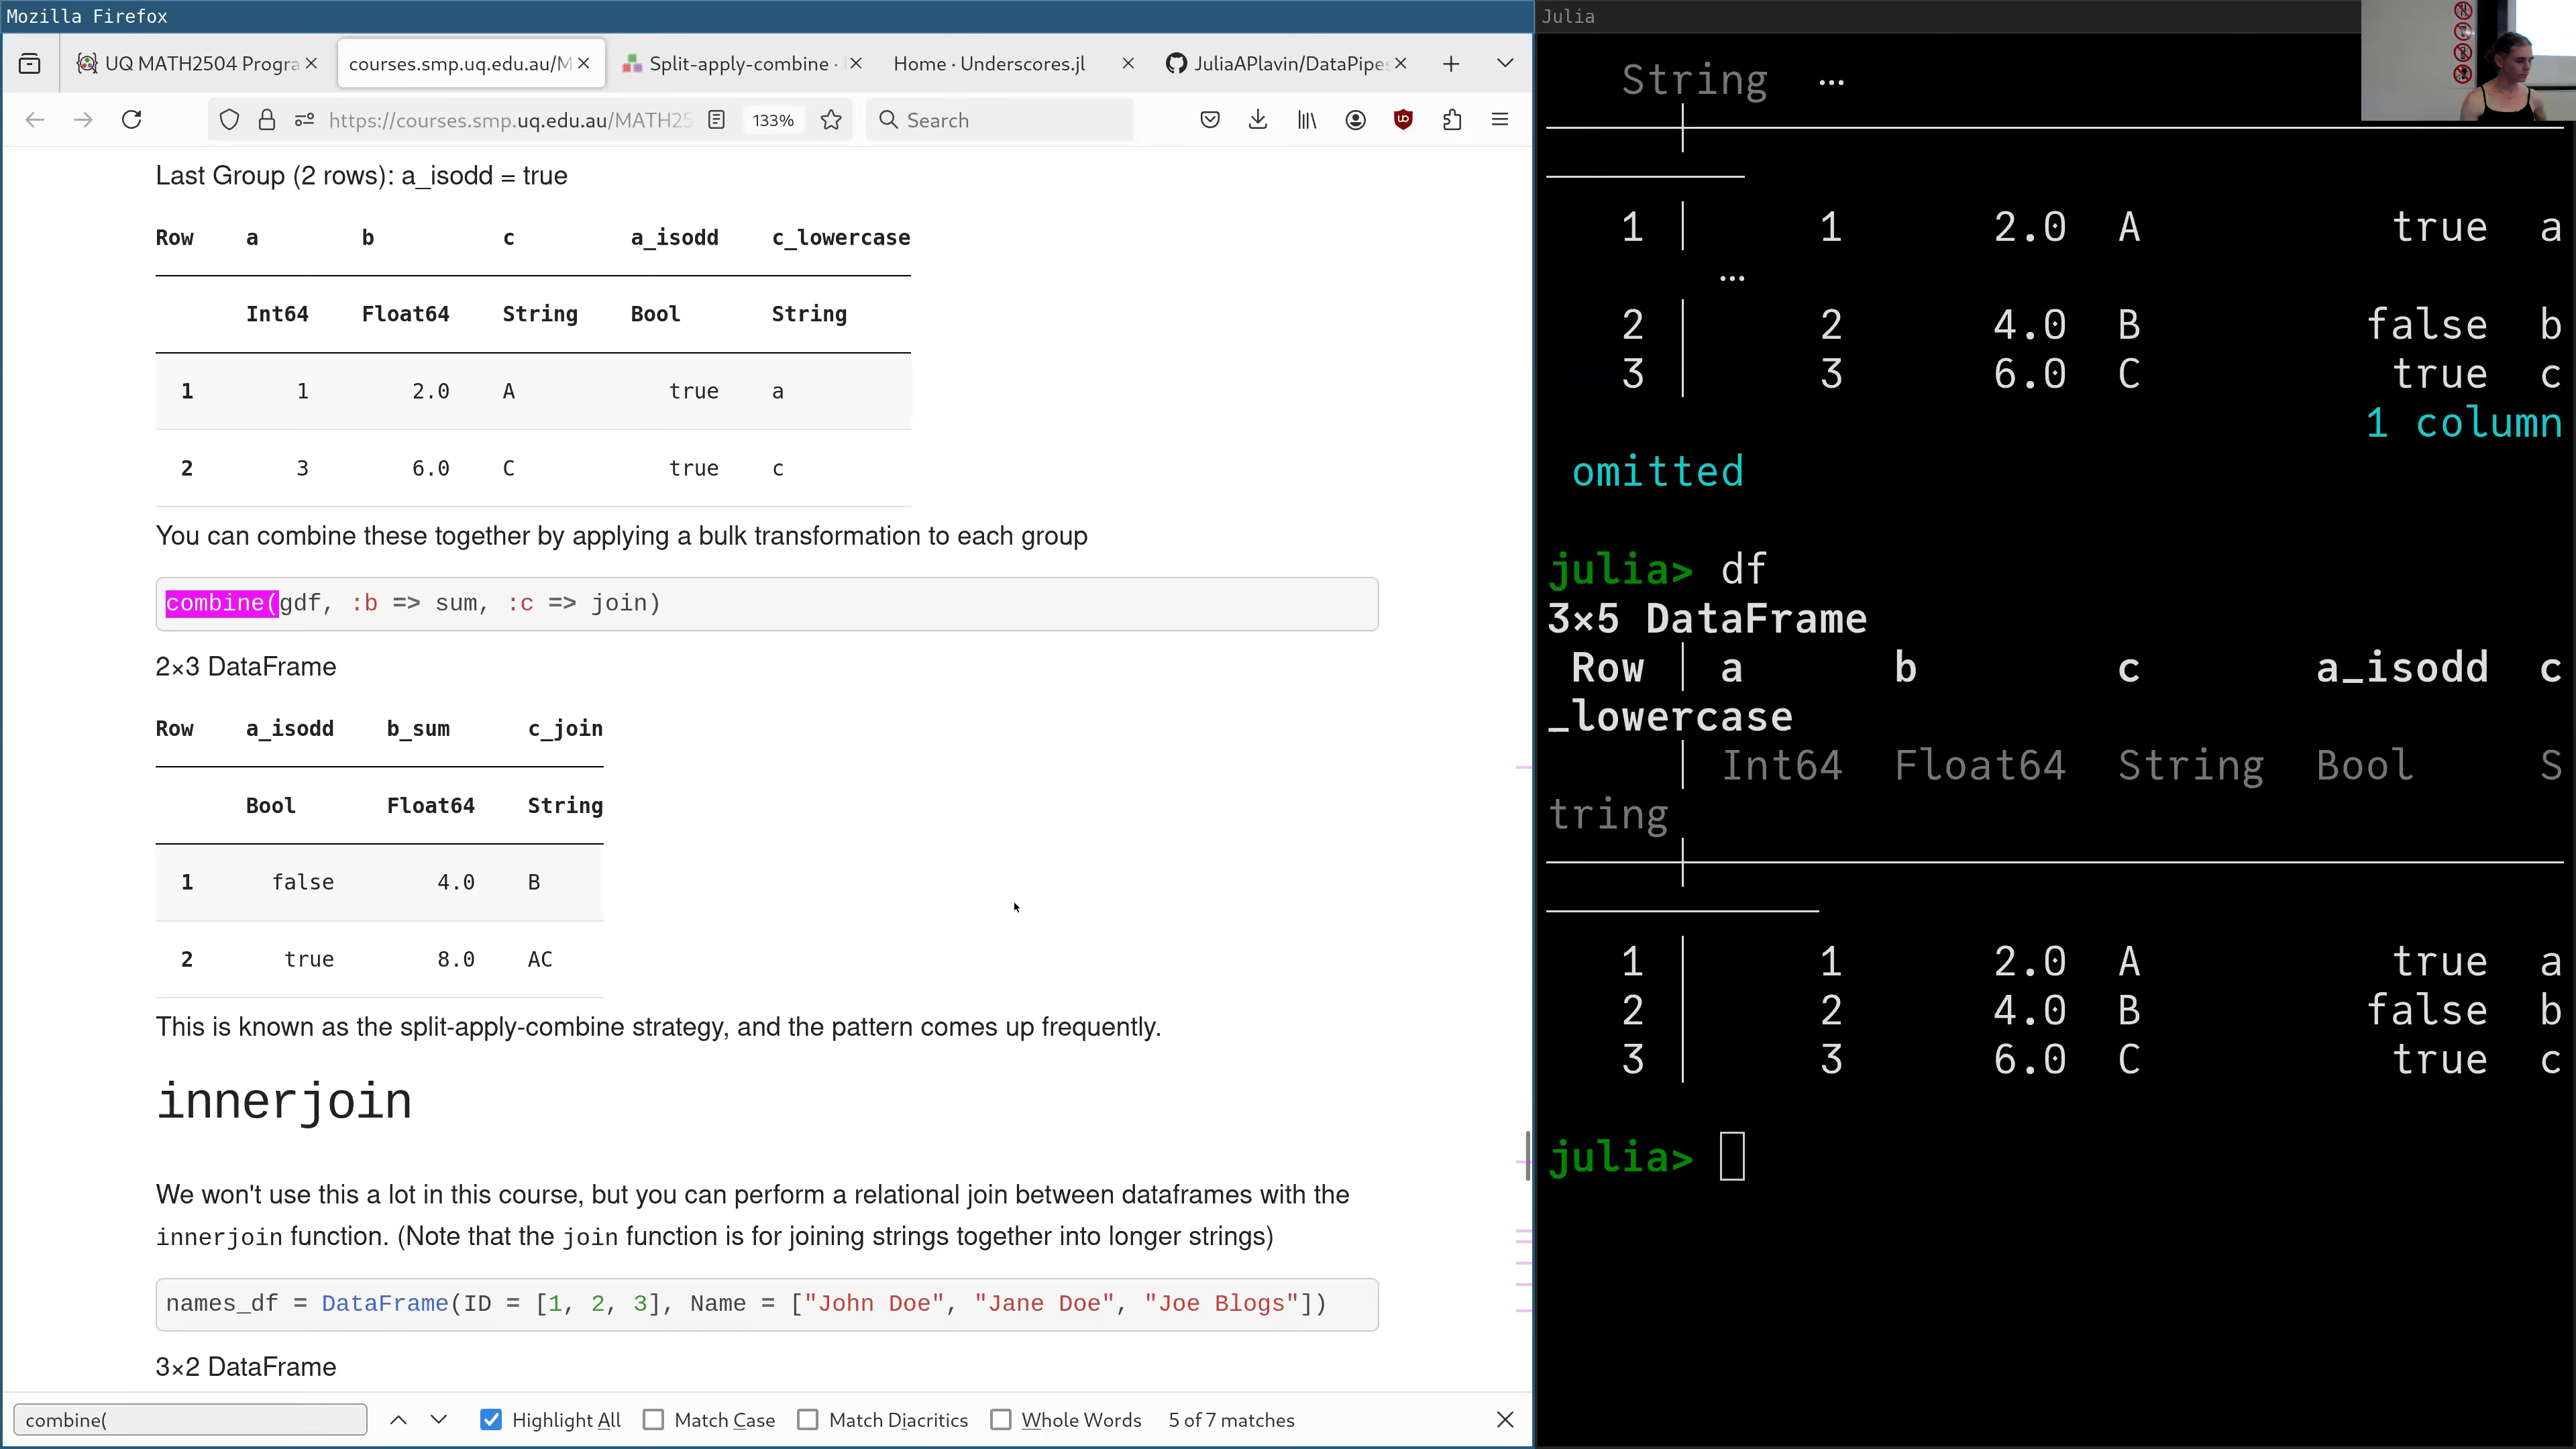 Mozilla Firefox
UQ MATH2504 Progra
courses.smp.uq.edu.au/M
Split-apply-combine ·
Home · Underscores.jl
JuliaAPlavin/DataPipes
https://courses.smp.uq.edu.au/MATH25
133%
Search
Last Group (2 rows): a_isodd = true
Row a b c a_isodd c_lowercase
Int64 Float64 String Bool String
1 1 2.0 A true a
2 3 6.0 C true c
You can combine these together by applying a bulk transformation to each group
combine(gdf, :b => sum, :c => join)
2×3 DataFrame
Row a_isodd b_sum c_join
Bool Float64 String
1 false 4.0 B
2 true 8.0 AC
This is known as the split-apply-combine strategy, and the pattern comes up frequently.
innerjoin
We won't use this a lot in this course, but you can perform a relational join between dataframes with the
innerjoin function. (Note that the join function is for joining strings together into longer strings)
names_df = DataFrame(ID = [1, 2, 3], Name = ["John Doe", "Jane Doe", "Joe Blogs"])
3×2 DataFrame
combine(
Highlight All
Match Case
Match Diacritics
Whole Words
5 of 7 matches
Julia
String …
1 1 2.0 A true a
…
2 2 4.0 B false b
3 3 6.0 C true c
1 column
omitted
julia> df
3×5 DataFrame
Row a b c a_isodd c
_lowercase
Int64 Float64 String Bool S
tring
1 1 2.0 A true a
2 2 4.0 B false b
3 3 6.0 C true c
julia>